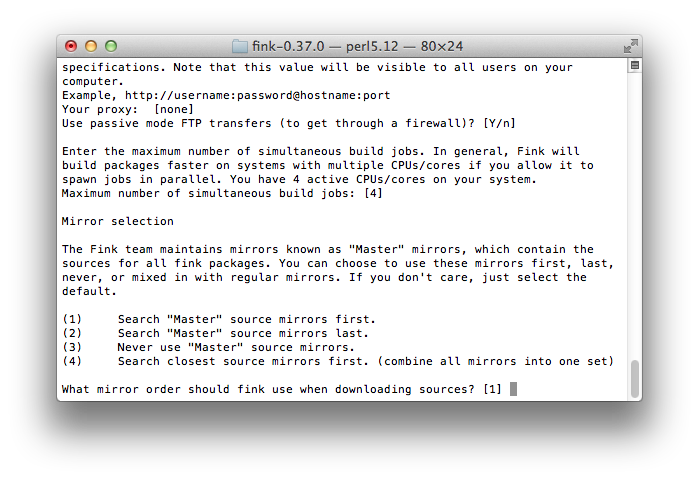 fink-0.37.0 — perl5.12 — 80×24
specifications. Note that this value will be visible to all users on your
computer.
Example, http://username:password@hostname:port
Your proxy:  [none]
Use passive mode FTP transfers (to get through a firewall)? [Y/n]
Enter the maximum number of simultaneous build jobs. In general, Fink will
build packages faster on systems with multiple CPUs/cores if you allow it to
spawn jobs in parallel. You have 4 active CPUs/cores on your system.
Maximum number of simultaneous build jobs: [4]
Mirror selection
The Fink team maintains mirrors known as "Master" mirrors, which contain the
sources for all fink packages. You can choose to use these mirrors first, last,
never, or mixed in with regular mirrors. If you don't care, just select the
default.
(1)     Search "Master" source mirrors first.
(2)     Search "Master" source mirrors last.
(3)     Never use "Master" source mirrors.
(4)     Search closest source mirrors first. (combine all mirrors into one set)
What mirror order should fink use when downloading sources? [1]